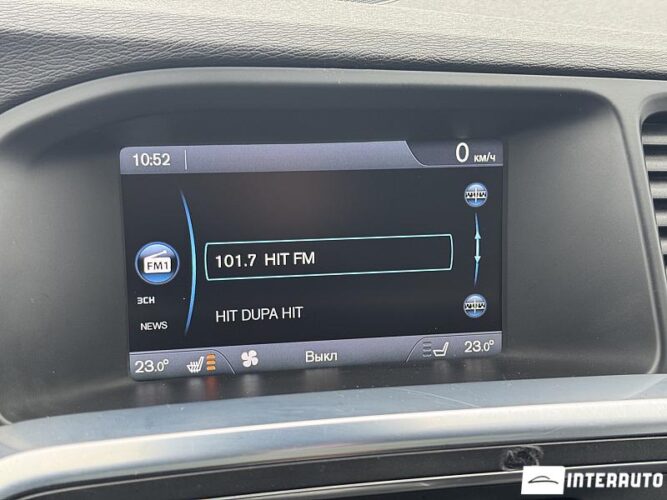 10:52
0 км/ч
101.7 HIT FM
FM1
ЗСН
HIT DUPA HIT
NEWS
23.0° Выкл 23.0°
INTERAUTO